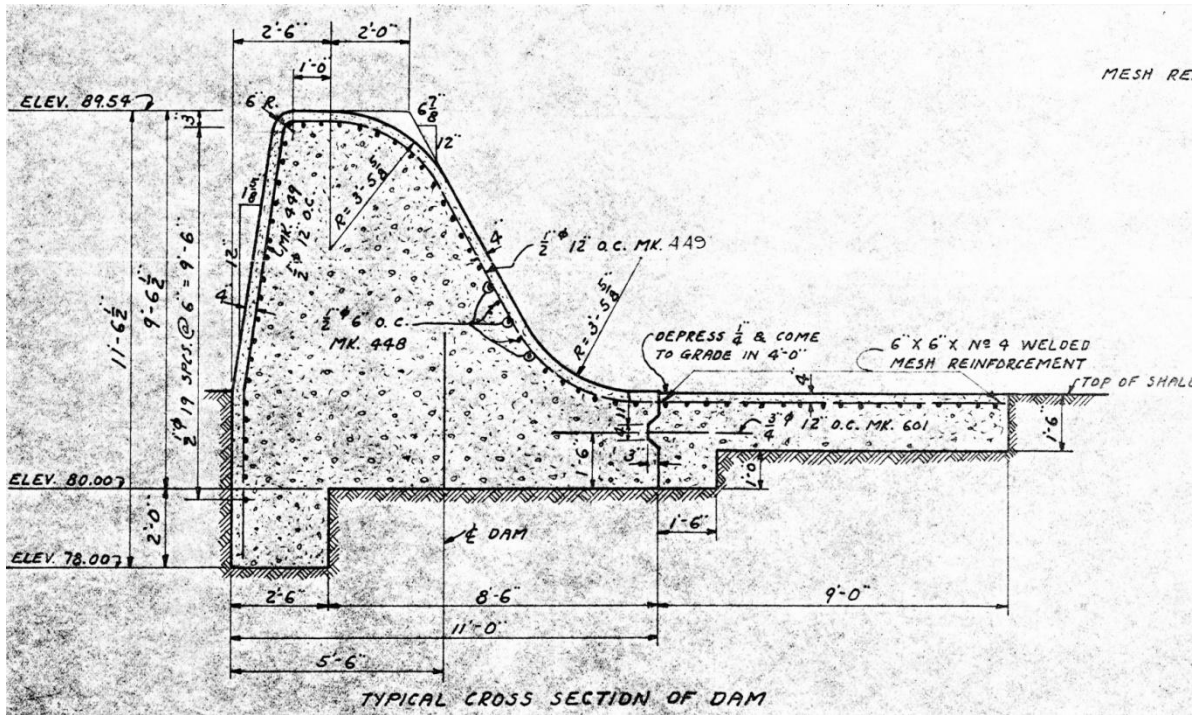 2'-6"
2'-0"
1'-0"
MESH RE
ELEV. 89.54
6" R.
6 7/8"
12"
3"
1 5/8"
12"
4"
MK. 449
1/2" φ 12" O.C.
R = 3'-5 5/8"
4"
1/2" φ 12" O.C. MK. 449
R = 3'-5 5/8"
11'-6 1/2"
9'-6 1/2"
1/2" φ 19 SPCS. @ 6" = 9'-6"
1/2" φ 6" O.C.
MK. 448
DEPRESS 1/4" & COME
TO GRADE IN 4'-0"
6" X 6" X Nº 4 WELDED
MESH REINFORCEMENT
4"
TOP OF SHALE
3/4" φ 12" O.C. MK. 601
1'-6"
3"
1'-6"
1'-0"
ELEV. 80.00
2'-0"
1'-6"
℄ DAM
ELEV. 78.00
2'-6"
8'-6"
9'-0"
11'-0"
5'-6"
TYPICAL CROSS SECTION OF DAM